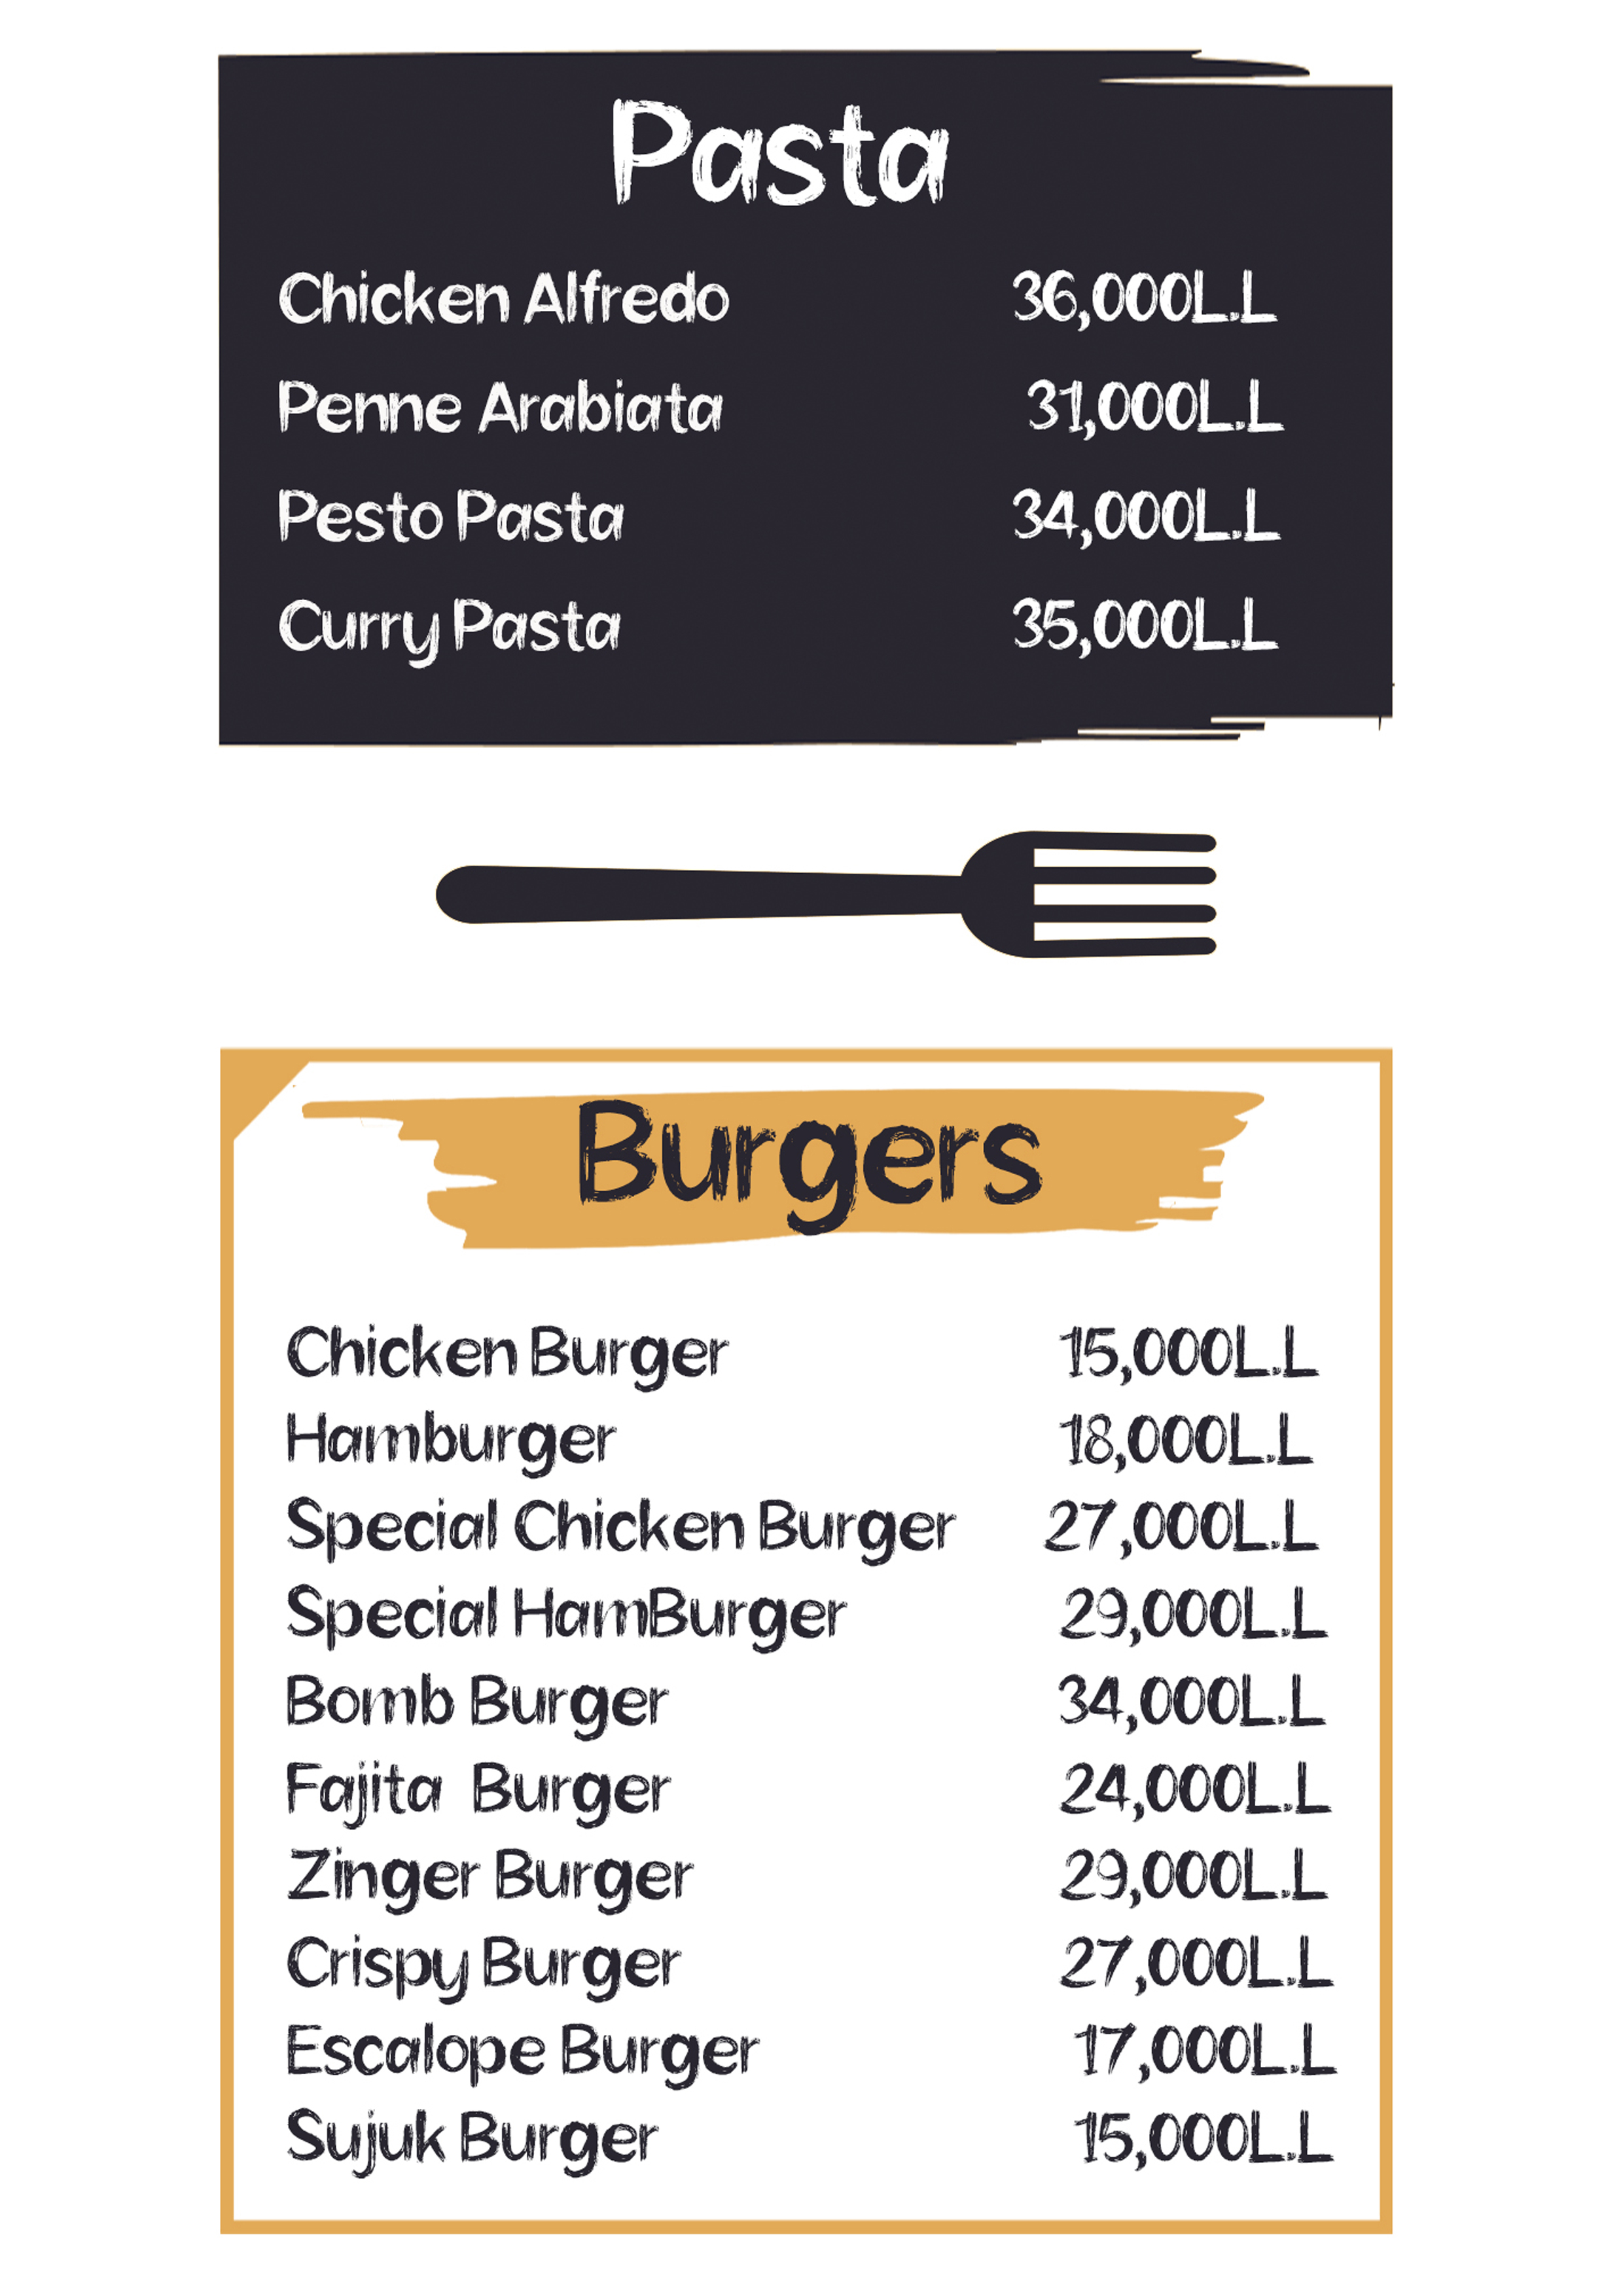 Pasta
Chicken Alfredo 36,000L.L
Penne Arabiata 31,000L.L
Pesto Pasta 34,000L.L
Curry Pasta 35,000L.L
Burgers
Chicken Burger 15,000L.L
Hamburger 18,000L.L
Special Chicken Burger 27,000L.L
Special HamBurger 29,000L.L
Bomb Burger 34,000L.L
Fajita Burger 24,000L.L
Zinger Burger 29,000L.L
Crispy Burger 27,000L.L
Escalope Burger 17,000L.L
Sujuk Burger 15,000L.L